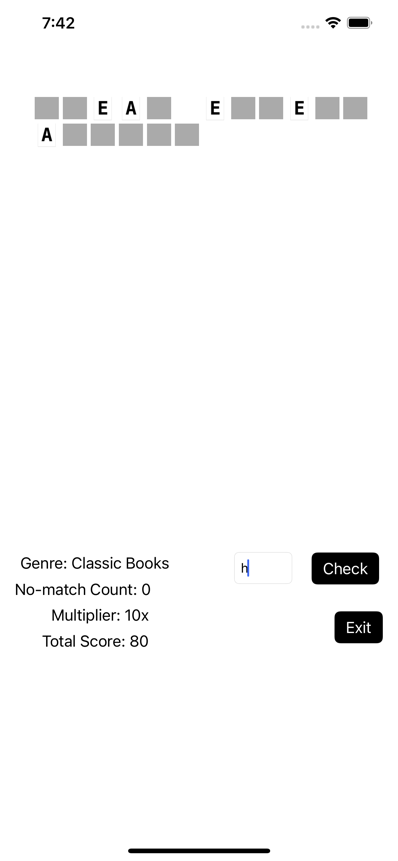 7:42
E A E E
A
Genre: Classic Books
h
Check
No-match Count: 0
Multiplier: 10x
Exit
Total Score: 80